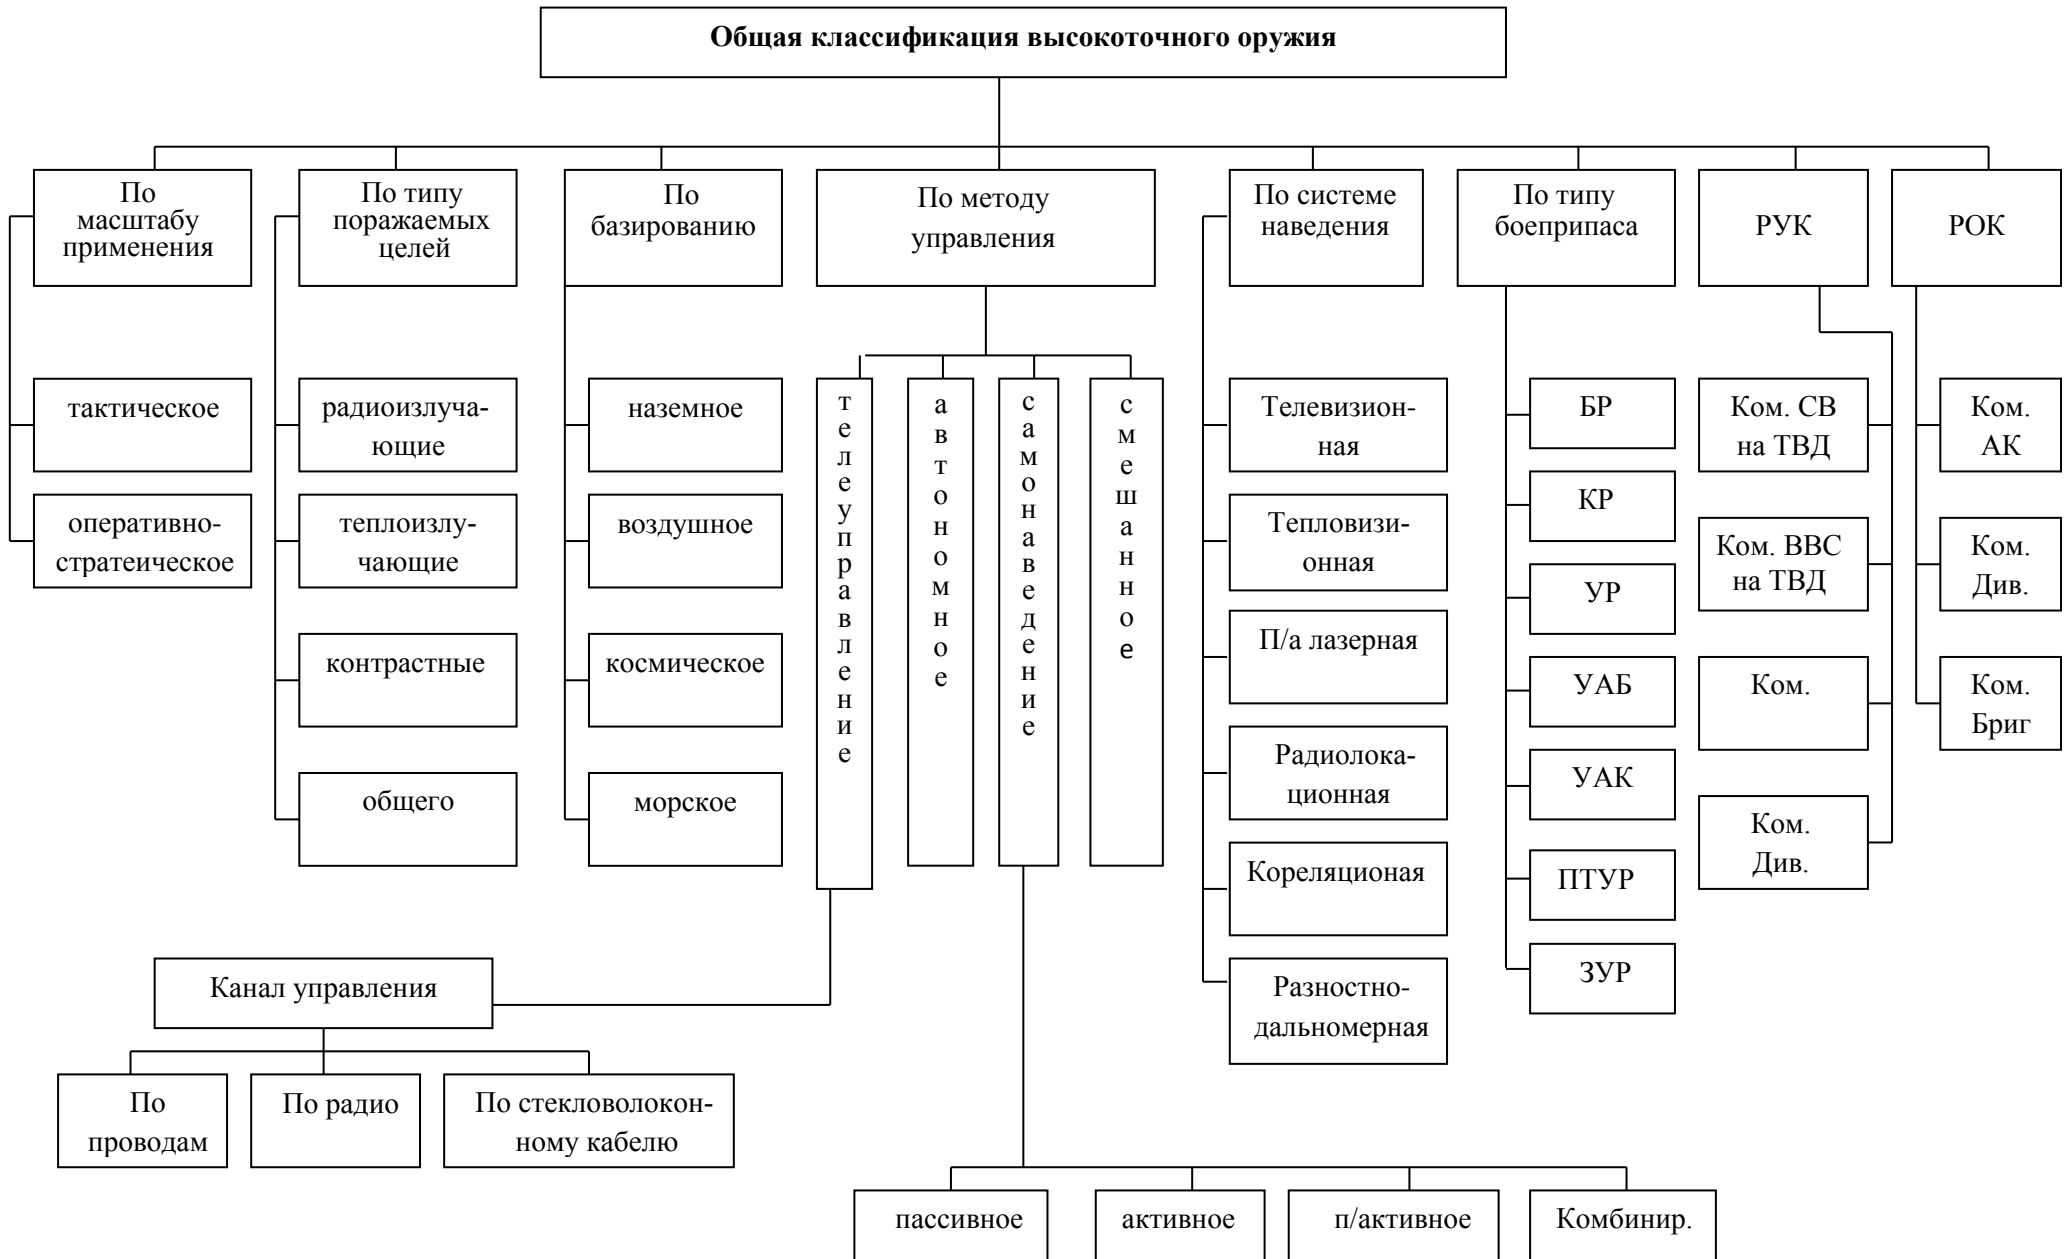 Общая классификация высокоточного оружия
По
масштабу
применения
По типу
поражаемых
целей
По
базированию
По методу
управления
По системе
наведения
По типу
боеприпаса
РУК
РОК
тактическое
оперативно-
стратеическое
радиоизлуча-
ющие
теплоизлу-
чающие
контрастные
общего
наземное
воздушное
космическое
морское
телеуправление
автономное
самонаведение
смешанное
Телевизион-
ная
Тепловизи-
онная
П/а лазерная
Радиолока-
ционная
Кореляционая
Разностно-
дальномерная
БР
КР
УР
УАБ
УАК
ПТУР
ЗУР
Ком. СВ
на ТВД
Ком. ВВС
на ТВД
Ком.
Ком.
Див.
Ком.
АК
Ком.
Див.
Ком.
Бриг
Канал управления
По
проводам
По радио
По стекловолокон-
ному кабелю
пассивное
активное
п/активное
Комбинир.